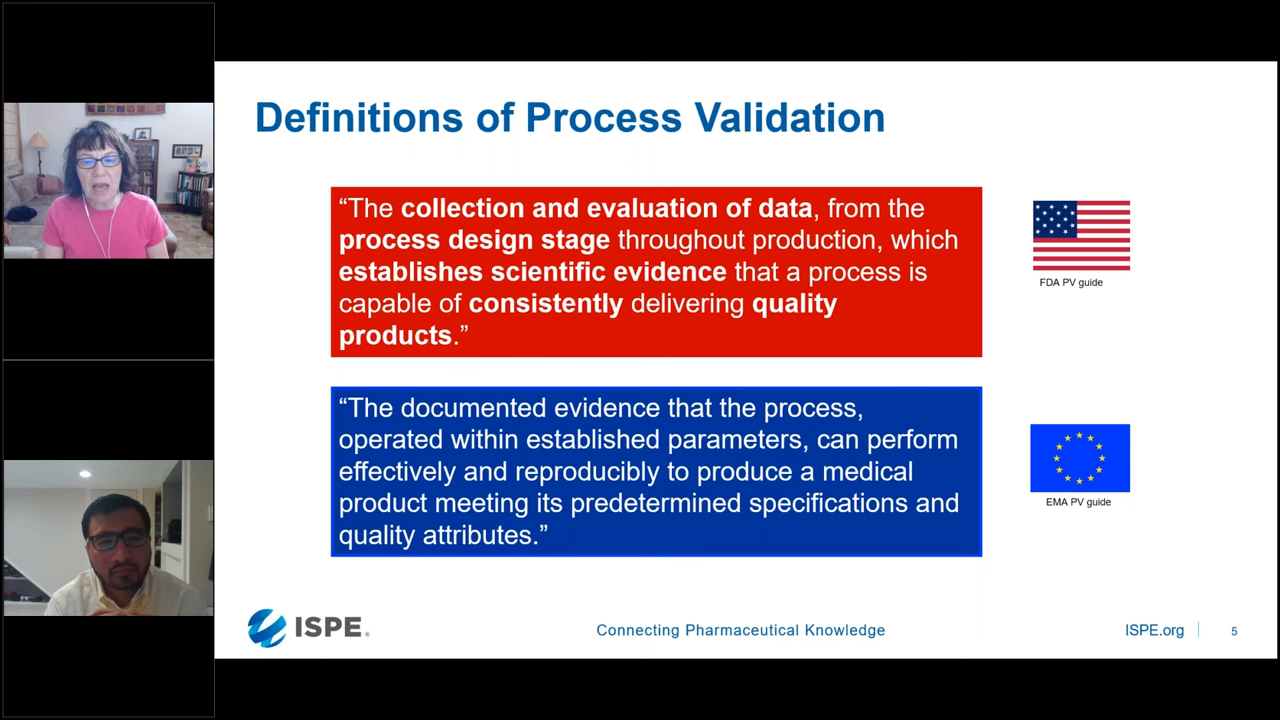 Definitions of Process Validation
“The collection and evaluation of data, from the
process design stage throughout production, which
establishes scientific evidence that a process is
capable of consistently delivering quality
products.”
FDA PV guide
“The documented evidence that the process,
operated within established parameters, can perform
effectively and reproducibly to produce a medical
product meeting its predetermined specifications and
quality attributes.”
EMA PV guide
ISPE®
Connecting Pharmaceutical Knowledge
ISPE.org
5